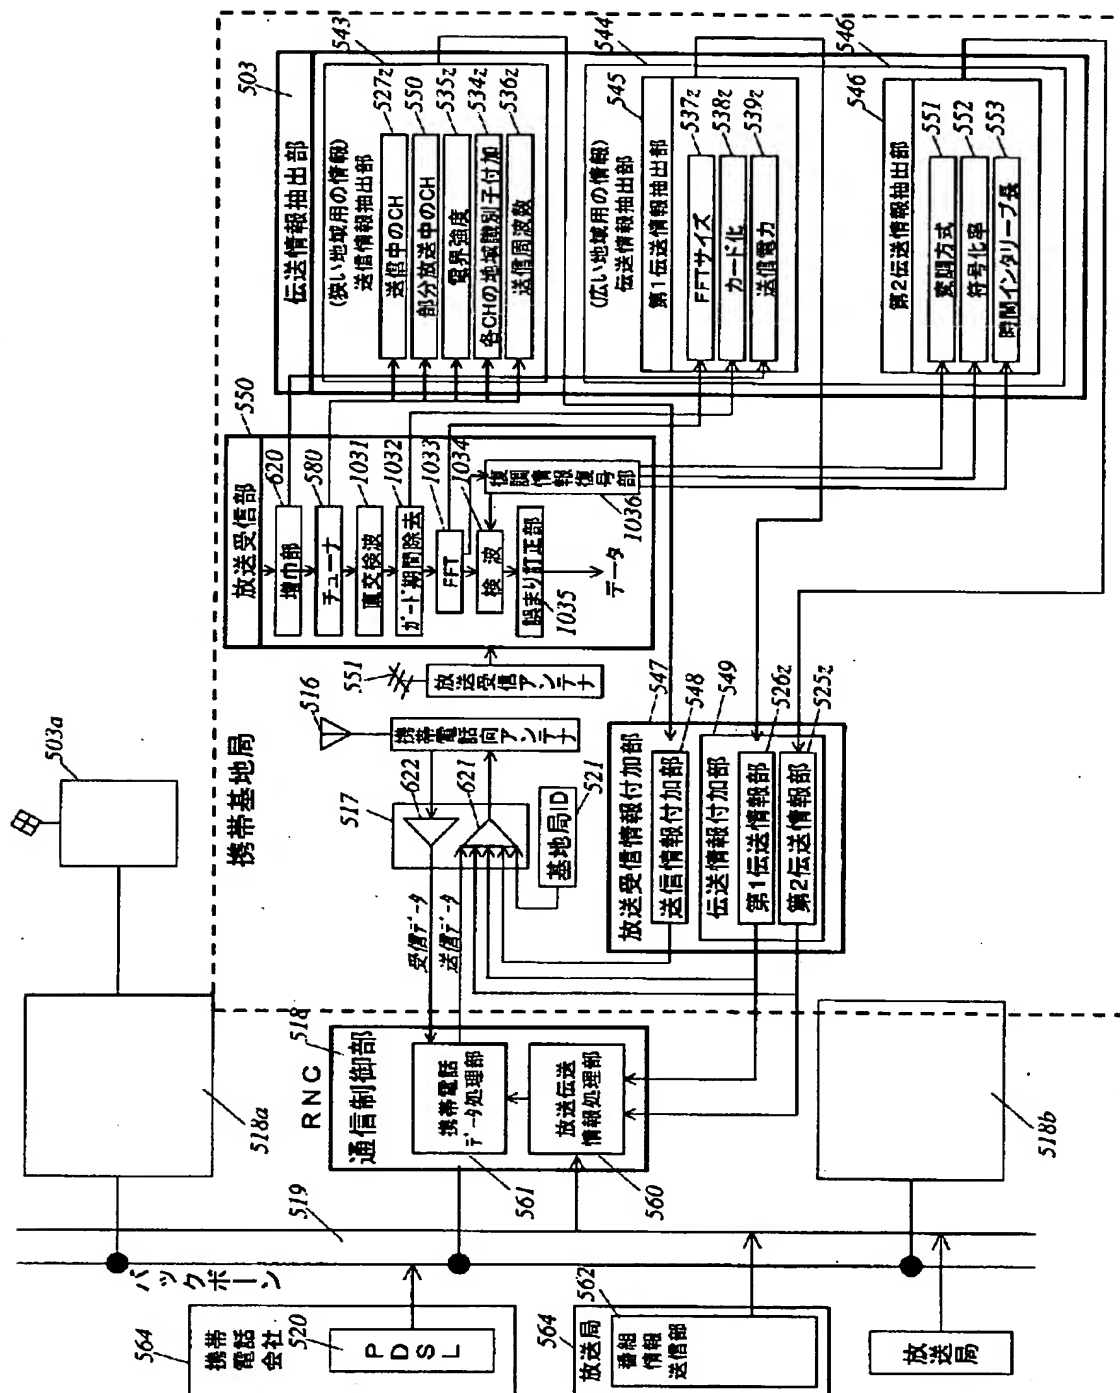 携帯基地局
503a
伝送情報抽出部
503
(狭い地域用の情報)
送信情報抽出部
543
送信中のCH
527z
部分放送中のCH
550
電界強度
535z
各CHの地域識別子付加
534z
送信周波数
536z
(広い地域用の情報)
伝送情報抽出部
544
第1伝送情報抽出部
545
FFTサイズ
537z
カード化
538z
送信電力
539z
第2伝送情報抽出部
546
546
変調方式
551
符号化率
552
時間インタリーブ長
553
放送受信部
550
増巾部
620
チューナ
580
直交検波
1031
ガード期間除去
1032
FFT
1033
検波
1034
誤まり訂正部
1035
復調情報復号部
1036
データ
551
放送受信アンテナ
516
携帯電話向アンテナ
517
622
621
基地局ID
521
受信データ
送信データ
放送受信情報付加部
547
送信情報付加部
548
伝送情報付加部
549
第1伝送情報部
526z
第2伝送情報部
525z
RNC
通信制御部
518
携帯電話
データ処理部
561
放送伝送
情報処理部
560
518a
518b
519
バックボーン
564
携帯
電話
会社
520
PDSL
564
放送局
562
番組
情報
送信部
放送局